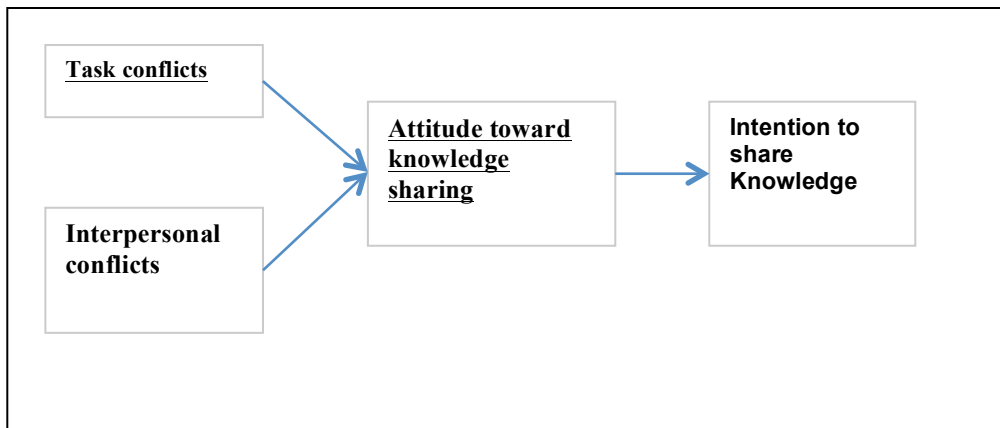 Task conflicts
Attitude toward
knowledge
sharing
Intention to
share
Knowledge
Interpersonal
conflicts